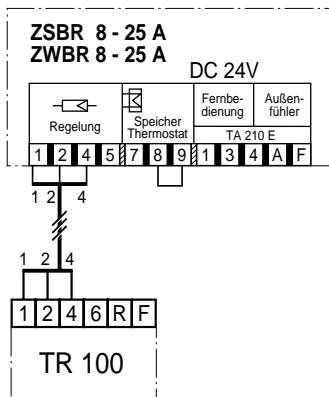 ZSBR 8 - 25 A
ZWBR 8 - 25 A
DC 24V
Regelung
Speicher
Thermostat
Fernbe-
dienung
Außen-
fühler
TA 210 E
1 2 4 5 7 8 9 1 3 4 A F
1 2 4
1 2 4
1 2 4 6 R F
TR 100